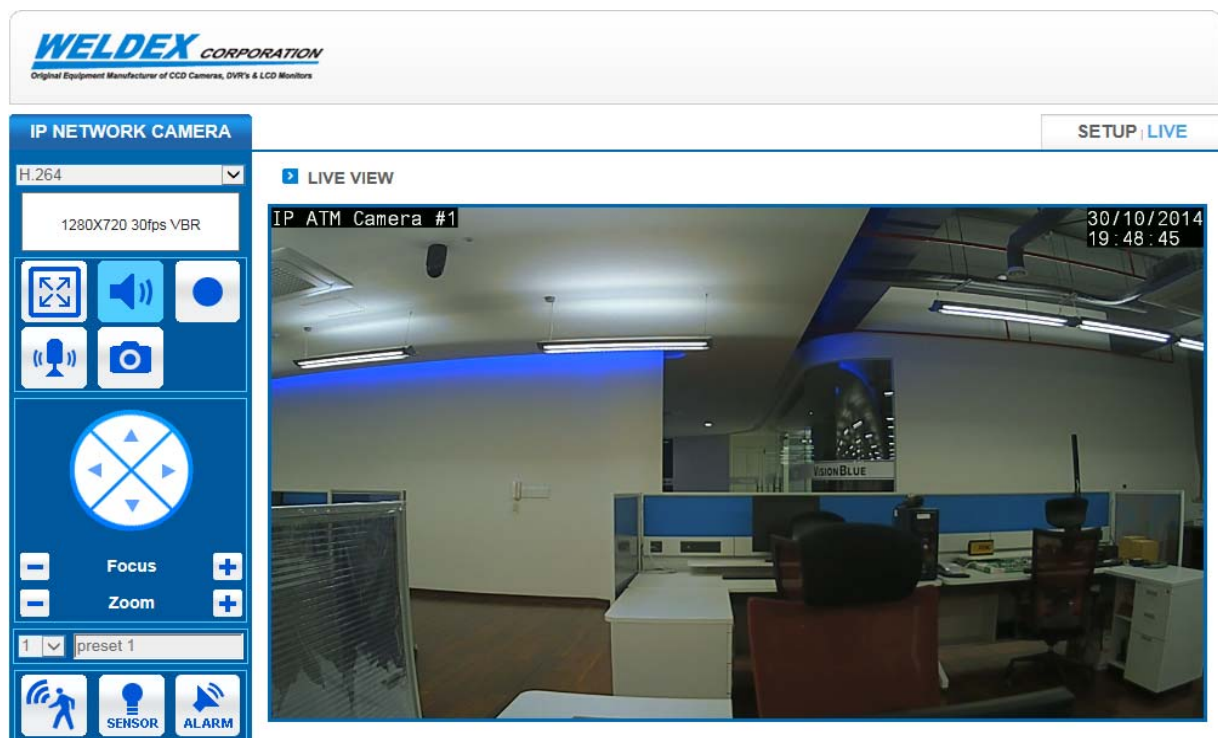 WELDEX CORPORATION
Original Equipment Manufacturer of CCD Cameras, DVR's & LCD Monitors
IP NETWORK CAMERA
SETUP | LIVE
H.264
1280X720 30fps VBR
LIVE VIEW
IP ATM Camera #1
30/10/2014
19:48:45
VISIONBLUE
Focus
Zoom
1
preset 1
SENSOR
ALARM